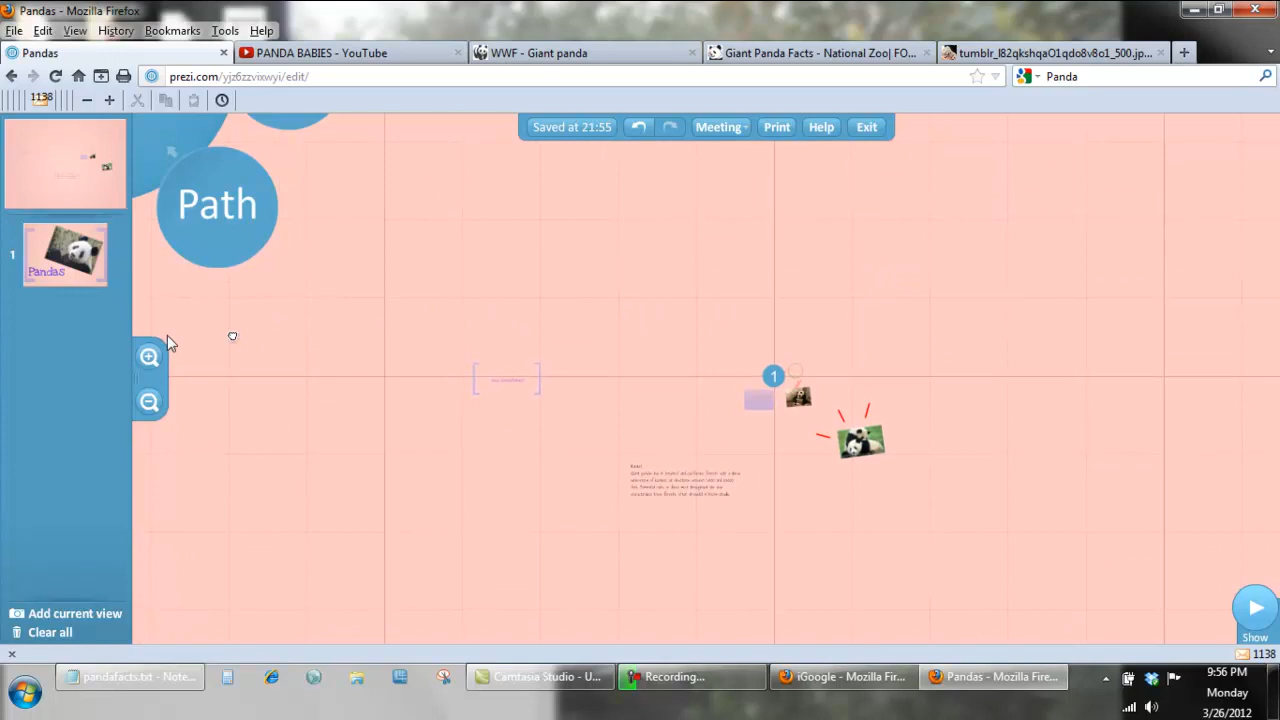 Pandas - Mozilla Firefox
File Edit View History Bookmarks Tools Help
Pandas × PANDA BABIES - YouTube × WWF - Giant panda × Giant Panda Facts - National Zoo| FO... × tumblr_l82qkshqaO1qdo8v8o1_500.jp... ×
prezi.com/yjz6zzvixwyi/edit/ Panda
1138
Saved at 21:55 Meeting Print Help Exit
Path
1 Pandas
1
Add current view
Clear all
Show
× 1138
pandafacts.txt - Note...
Camtasia Studio - U...
Recording...
iGoogle - Mozilla Fir...
Pandas - Mozilla Fire...
9:56 PM
Monday
3/26/2012